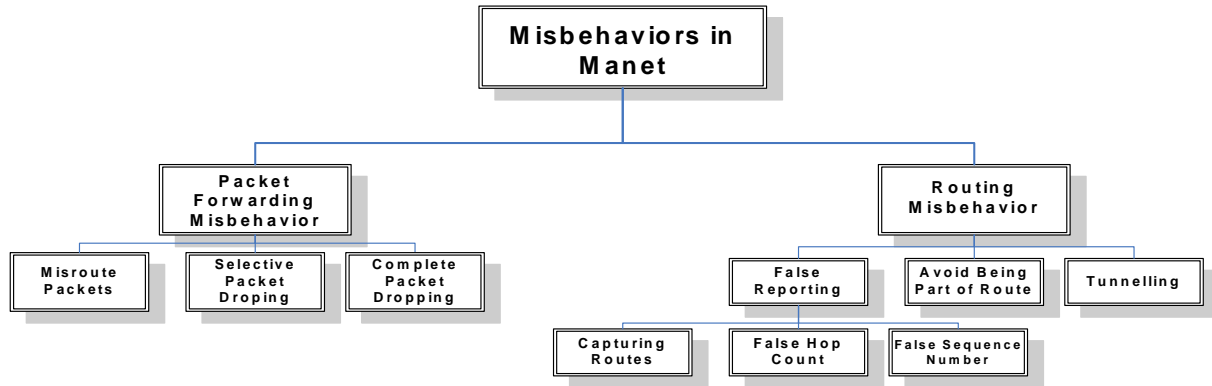 Misbehaviors in
Manet
Packet
Forwarding
Misbehavior
Routing
Misbehavior
Misroute
Packets
Selective
Packet
Droping
Complete
Packet
Dropping
False
Reporting
Avoid Being
Part of Route
Tunnelling
Capturing
Routes
False Hop
Count
False Sequence
Number